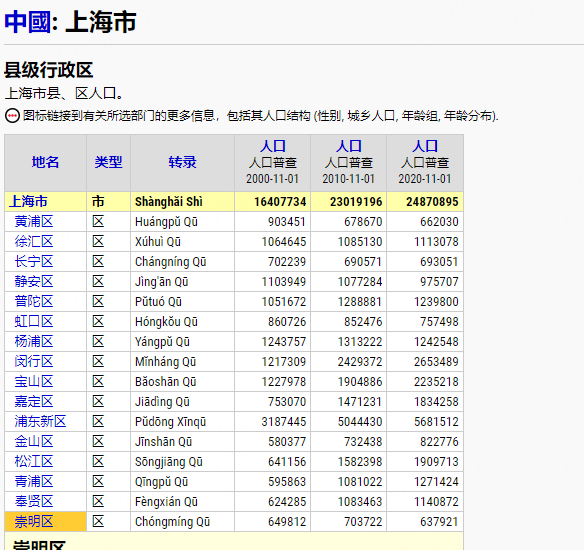 中國: 上海市
县级行政区
上海市县、区人口。
图标链接到有关所选部门的更多信息，包括其人口结构 (性别, 城乡人口, 年龄组, 年龄分布).
地名 类型 转录 人口 人口普查 2000-11-01 人口 人口普查 2010-11-01 人口 人口普查 2020-11-01
上海市 市 Shànghǎi Shì 16407734 23019196 24870895
黄浦区 区 Huángpǔ Qū 903451 678670 662030
徐汇区 区 Xúhuì Qū 1064645 1085130 1113078
长宁区 区 Chángníng Qū 702239 690571 693051
静安区 区 Jìng'ān Qū 1103949 1077284 975707
普陀区 区 Pǔtuó Qū 1051672 1288881 1239800
虹口区 区 Hóngkǒu Qū 860726 852476 757498
杨浦区 区 Yángpǔ Qū 1243757 1313222 1242548
闵行区 区 Mǐnháng Qū 1217309 2429372 2653489
宝山区 区 Bǎoshān Qū 1227978 1904886 2235218
嘉定区 区 Jiādìng Qū 753070 1471231 1834258
浦东新区 区 Pǔdōng Xīnqū 3187445 5044430 5681512
金山区 区 Jīnshān Qū 580377 732438 822776
松江区 区 Sōngjiāng Qū 641156 1582398 1909713
青浦区 区 Qīngpǔ Qū 595863 1081022 1271424
奉贤区 区 Fèngxián Qū 624285 1083463 1140872
崇明区 区 Chóngmíng Qū 649812 703722 637921
崇明区